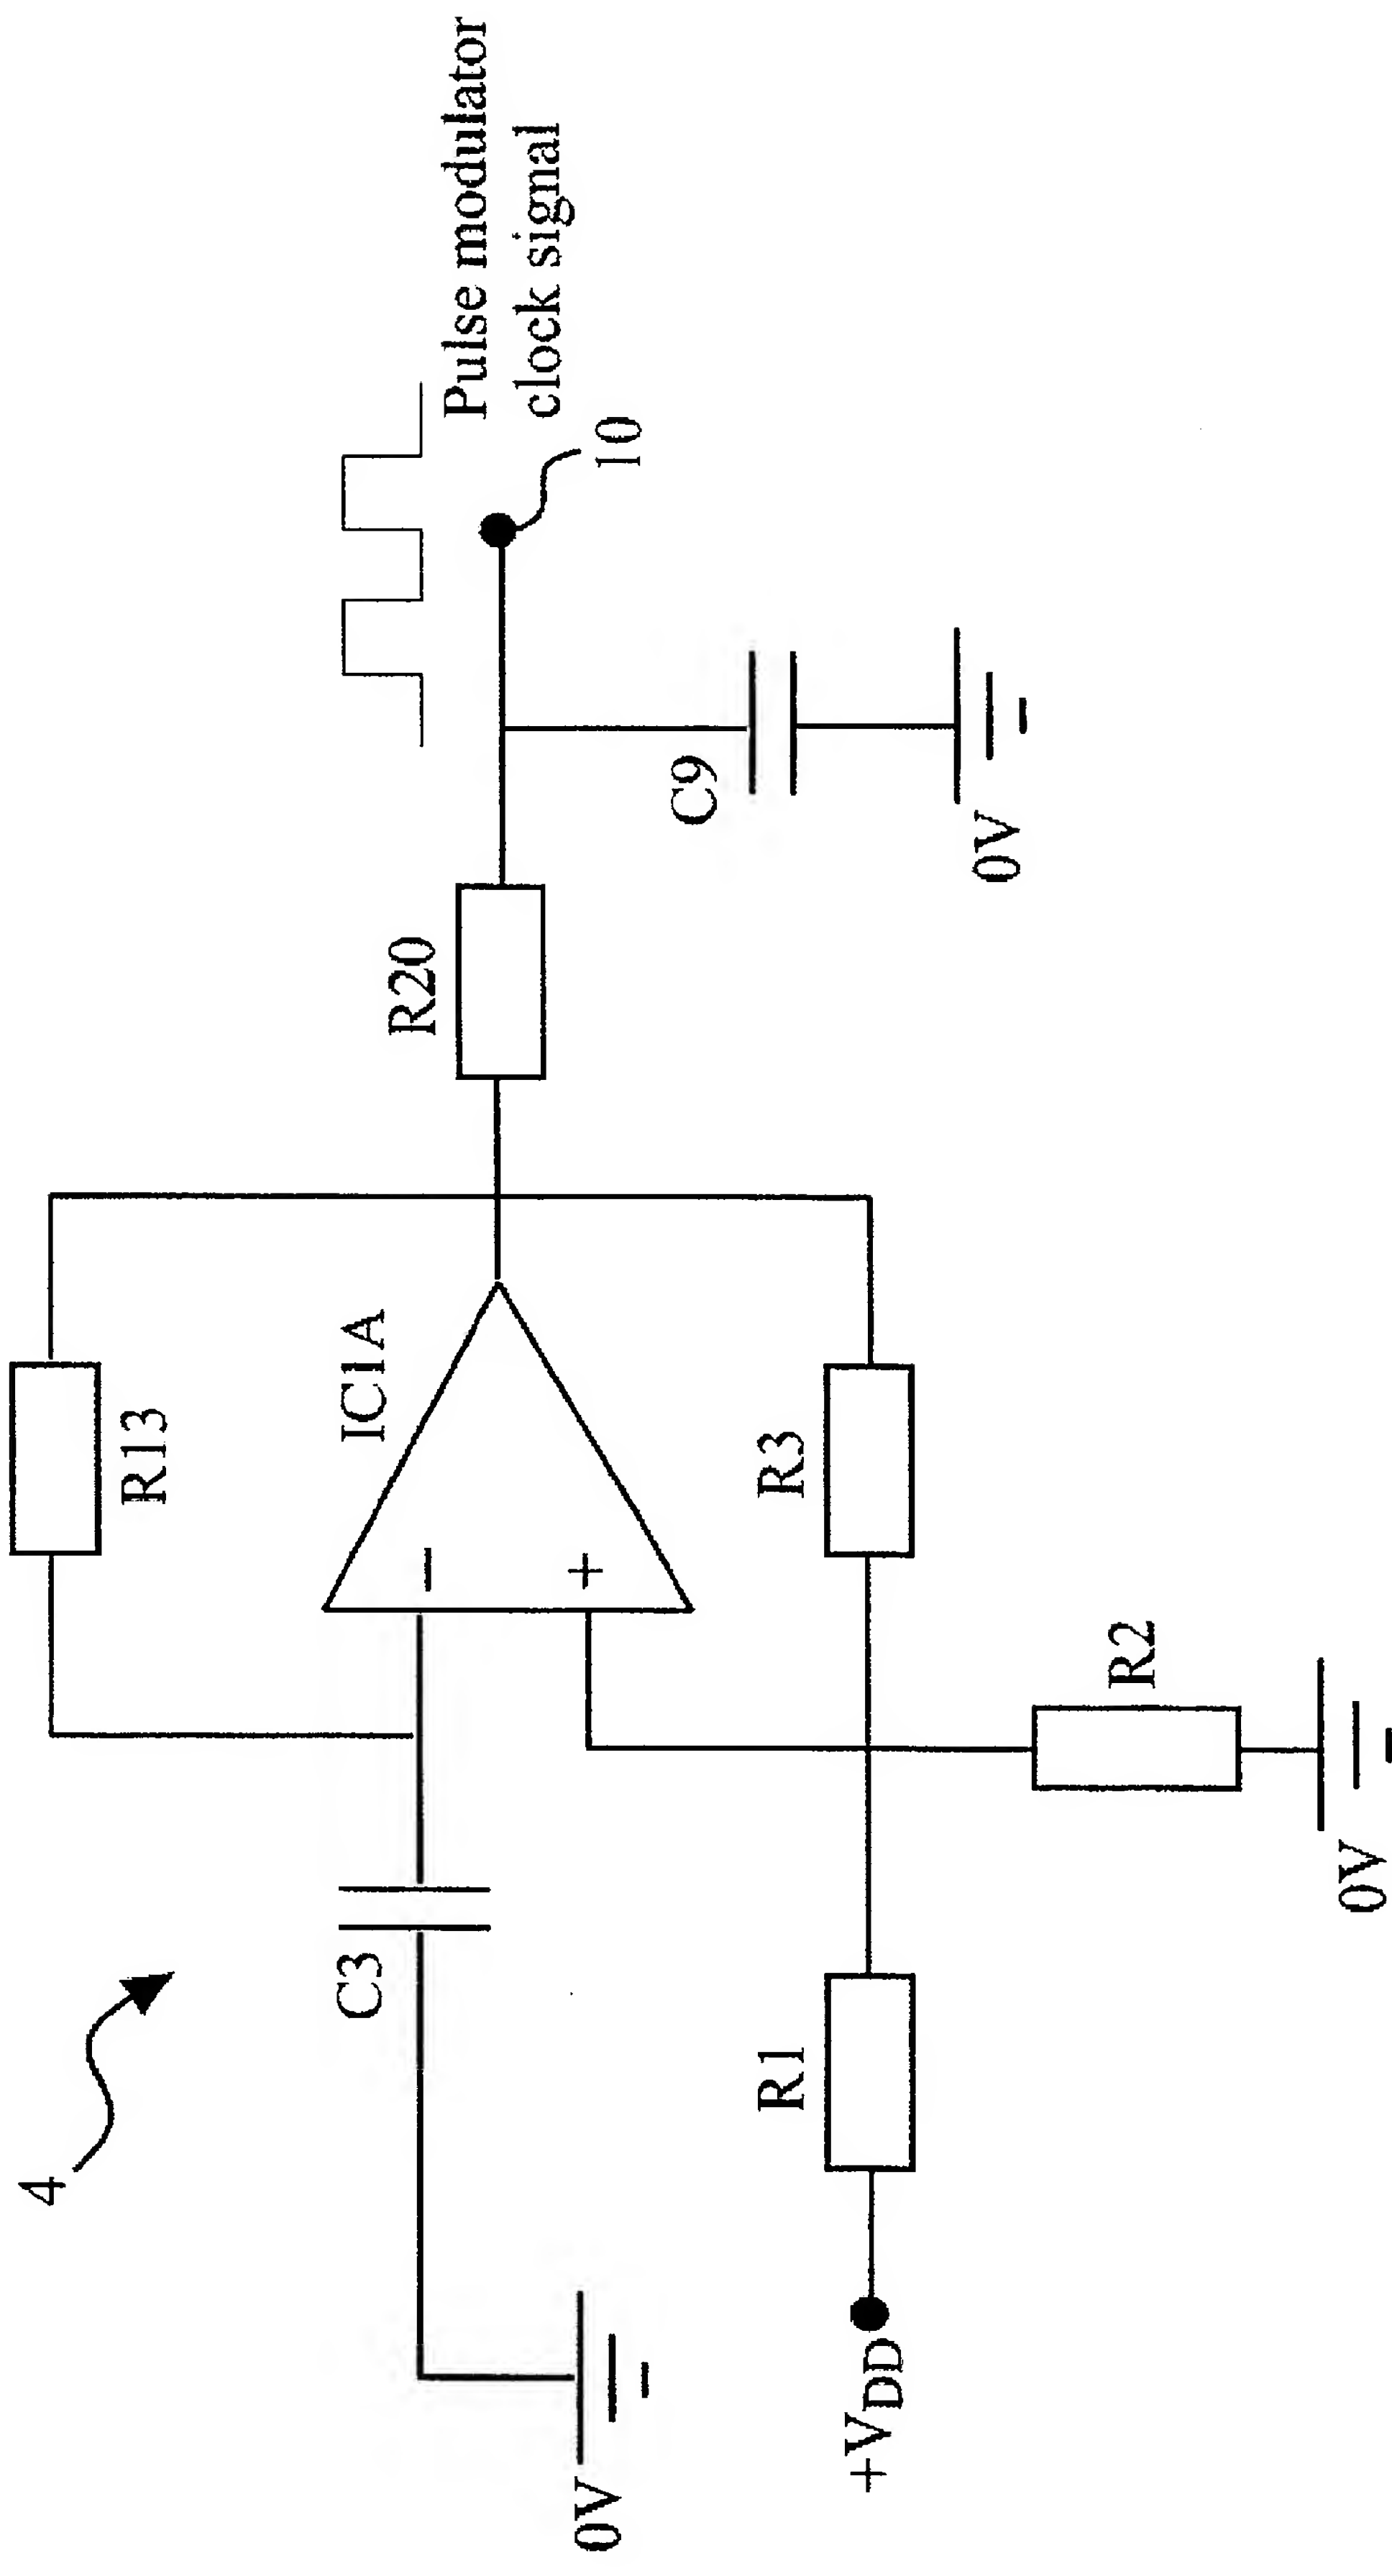 4
R13
IC1A
−
+
C3
0V
R20
Pulse modulator
clock signal
10
C9
0V
R3
R1
+VDD
R2
0V